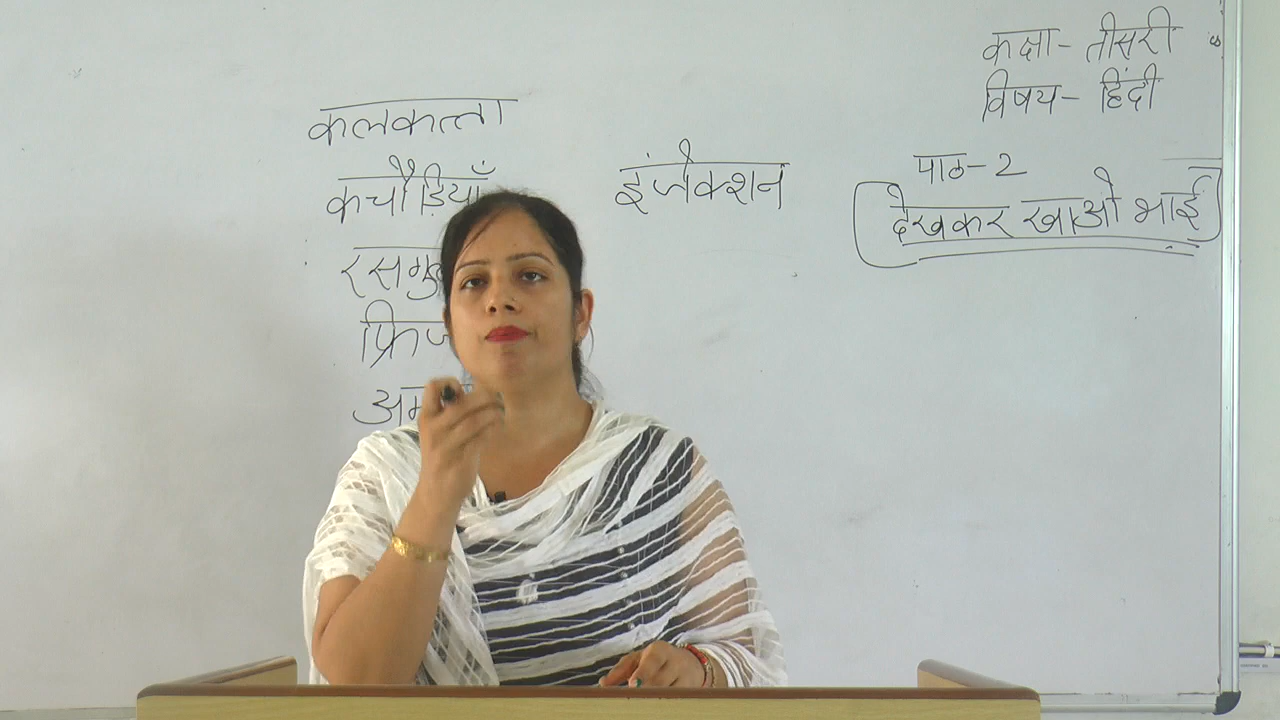 कक्षा- तीसरी
विषय- हिंदी
पाठ-2
देखकर खाओ भाई
कलकत्ता
कचौड़ियाँ
इंजेक्शन